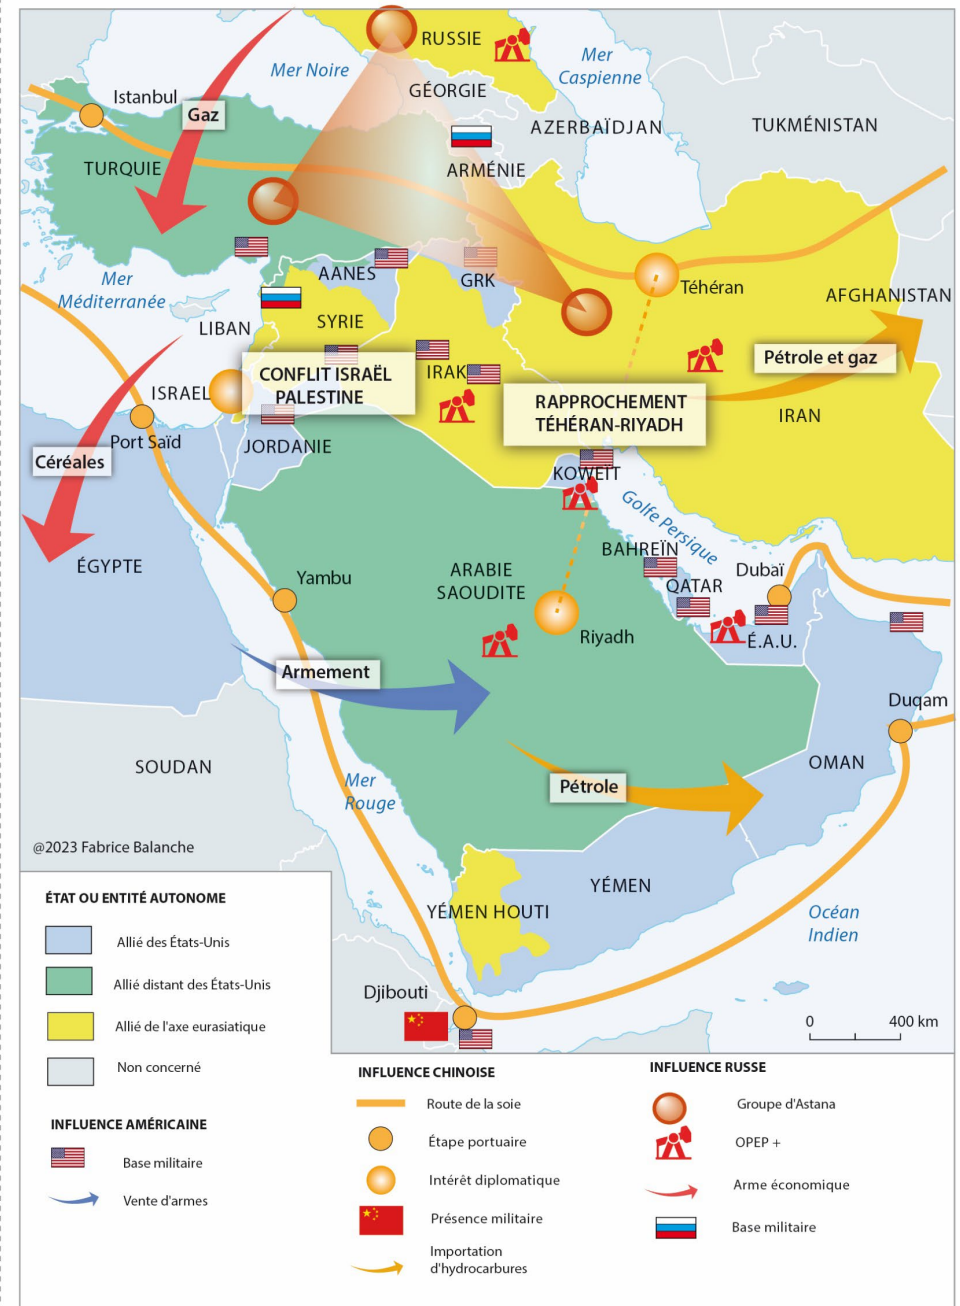 RUSSIE
Mer
Caspienne
Mer Noire
GÉORGIE
Istanbul
Gaz
AZERBAÏDJAN
TUKMÉNISTAN
TURQUIE
ARMÉNIE
Mer
Méditerranée
AANES
GRK
Téhéran
AFGHANISTAN
LIBAN
SYRIE
Pétrole et gaz
CONFLIT ISRAËL
PALESTINE
IRAK
ISRAEL
RAPPROCHEMENT
TÉHÉRAN-RIYADH
IRAN
Port Saïd
JORDANIE
Céréales
KOWEÏT
Golfe Persique
ÉGYPTE
BAHREÏN
Yambu
ARABIE
SAOUDITE
QATAR
Dubaï
Riyadh
É.A.U.
Armement
Duqam
SOUDAN
OMAN
Mer
Rouge
Pétrole
@2023 Fabrice Balanche
YÉMEN
YÉMEN HOUTI
Océan
Indien
Djibouti
0 400 km
ÉTAT OU ENTITÉ AUTONOME
Allié des États-Unis
Allié distant des États-Unis
Allié de l'axe eurasiatique
Non concerné
INFLUENCE AMÉRICAINE
Base militaire
Vente d'armes
INFLUENCE CHINOISE
Route de la soie
Étape portuaire
Intérêt diplomatique
Présence militaire
Importation
d'hydrocarbures
INFLUENCE RUSSE
Groupe d'Astana
OPEP +
Arme économique
Base militaire